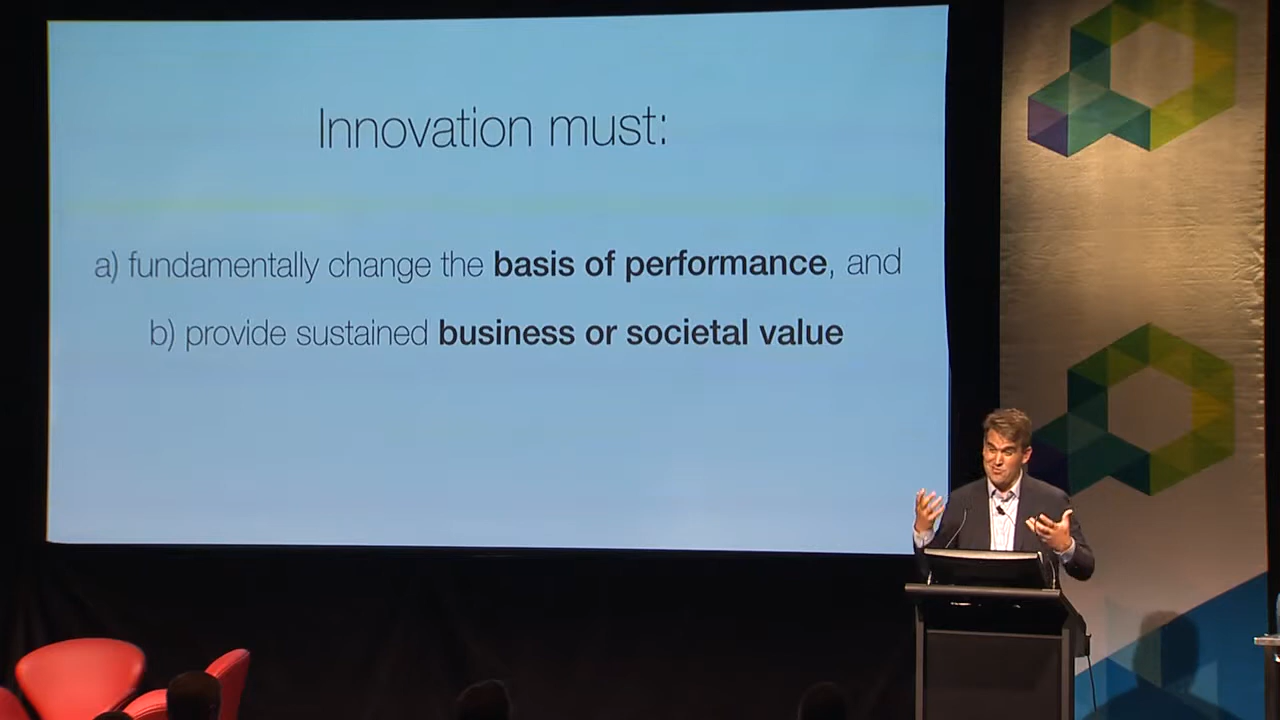 Innovation must:
a) fundamentally change the basis of performance, and
b) provide sustained business or societal value